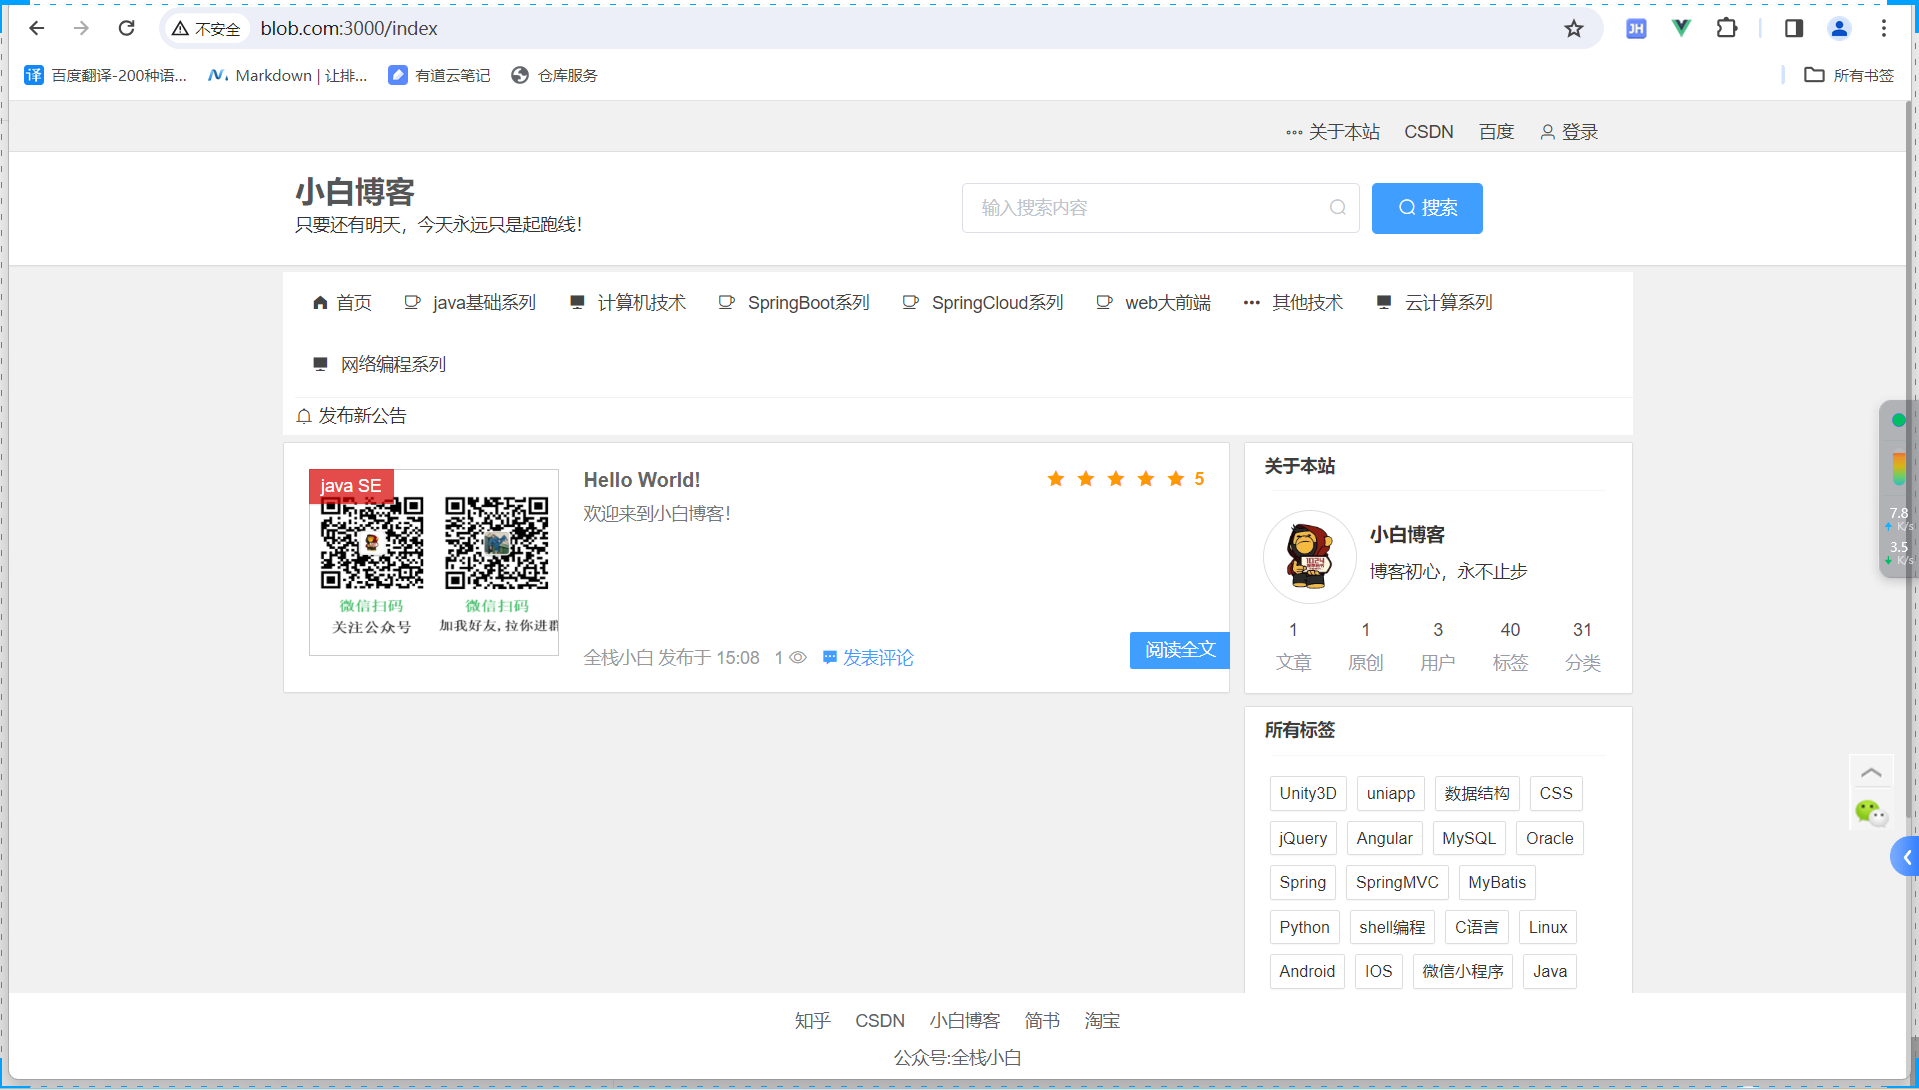 不安全 blob.com:3000/index
百度翻译-200种语... Markdown | 让排... 有道云笔记 仓库服务 所有书签
关于本站 CSDN 百度 登录
小白博客
只要还有明天，今天永远只是起跑线！
输入搜索内容 搜索
首页 java基础系列 计算机技术 SpringBoot系列 SpringCloud系列 web大前端 其他技术 云计算系列
网络编程系列
发布新公告
java SE
微信扫码 微信扫码
关注公众号 加我好友,拉你进群
Hello World! 5
欢迎来到小白博客！
全栈小白 发布于 15:08 1 发表评论
阅读全文
关于本站
小白博客
博客初心，永不止步
1 1 3 40 31
文章 原创 用户 标签 分类
所有标签
Unity3D uniapp 数据结构 CSS
jQuery Angular MySQL Oracle
Spring SpringMVC MyBatis
Python shell编程 C语言 Linux
Android IOS 微信小程序 Java
7.8
K/s
3.5
K/s
知乎 CSDN 小白博客 简书 淘宝
公众号:全栈小白